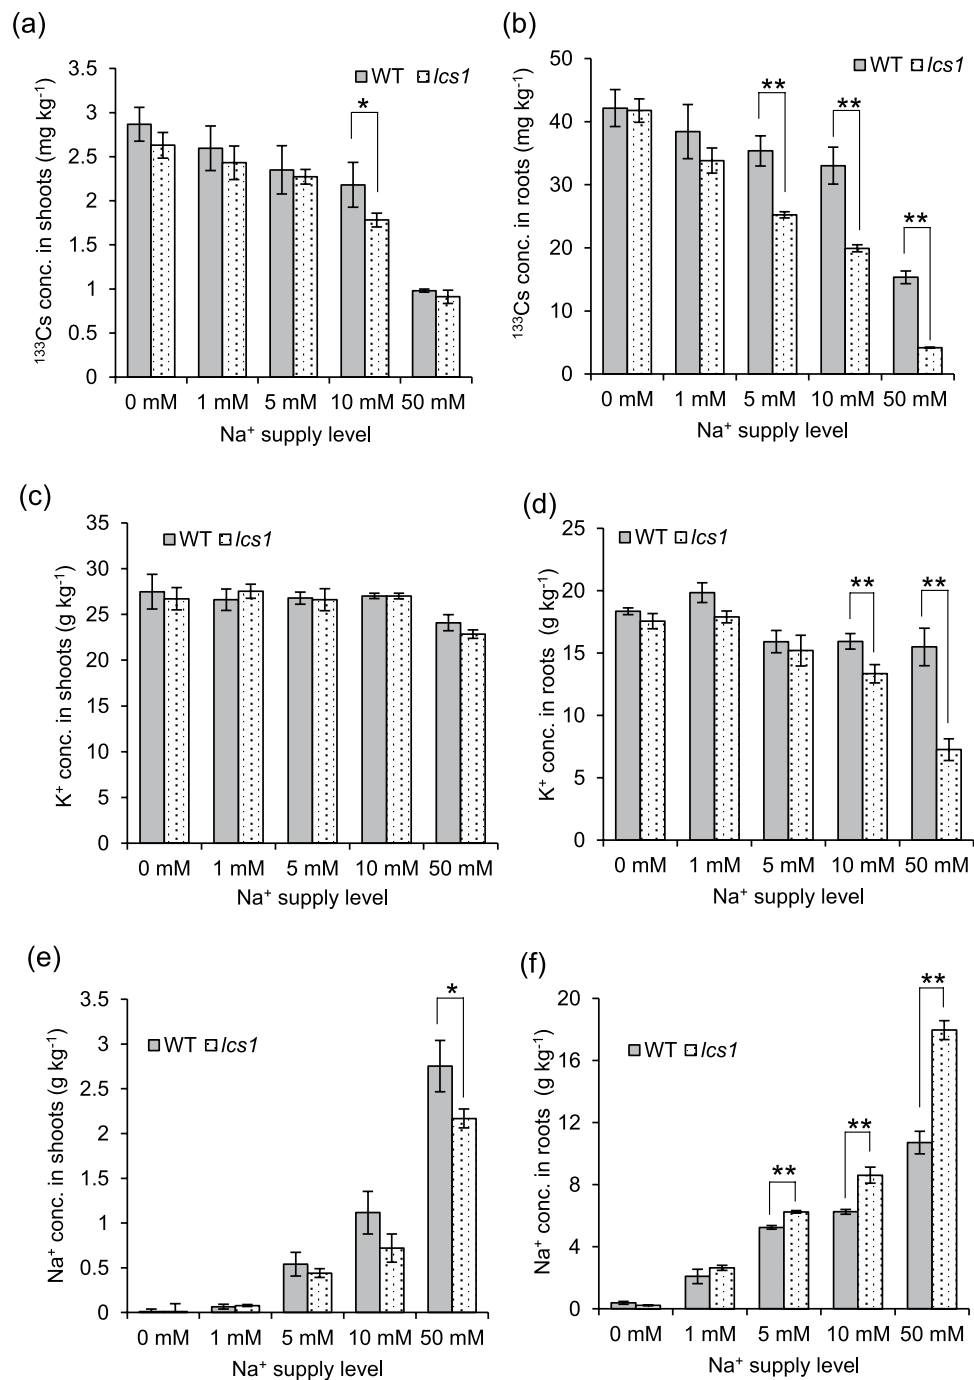 (a)
WT lcs1
¹³³Cs conc. in shoots (mg kg⁻¹)
3.5
3
2.5
2
1.5
1
0.5
0
*
0 mM 1 mM 5 mM 10 mM 50 mM
Na⁺ supply level
(b)
WT lcs1
¹³³Cs conc. in roots (mg kg⁻¹)
50
40
30
20
10
0
**
**
**
0 mM 1 mM 5 mM 10 mM 50 mM
Na⁺ supply level
(c)
WT lcs1
K⁺ conc. in shoots (g kg⁻¹)
35
30
25
20
15
10
5
0
0 mM 1 mM 5 mM 10 mM 50 mM
Na⁺ supply level
(d)
WT lcs1
K⁺ conc. in roots (g kg⁻¹)
25
20
15
10
5
0
**
**
0 mM 1 mM 5 mM 10 mM 50 mM
Na⁺ supply level
(e)
WT lcs1
Na⁺ conc. in shoots (g kg⁻¹)
3.5
3
2.5
2
1.5
1
0.5
0
*
0 mM 1 mM 5 mM 10 mM 50 mM
Na⁺ supply level
(f)
WT lcs1
Na⁺ conc. in roots (g kg⁻¹)
20
16
12
8
4
0
**
**
**
0 mM 1 mM 5 mM 10 mM 50 mM
Na⁺ supply level